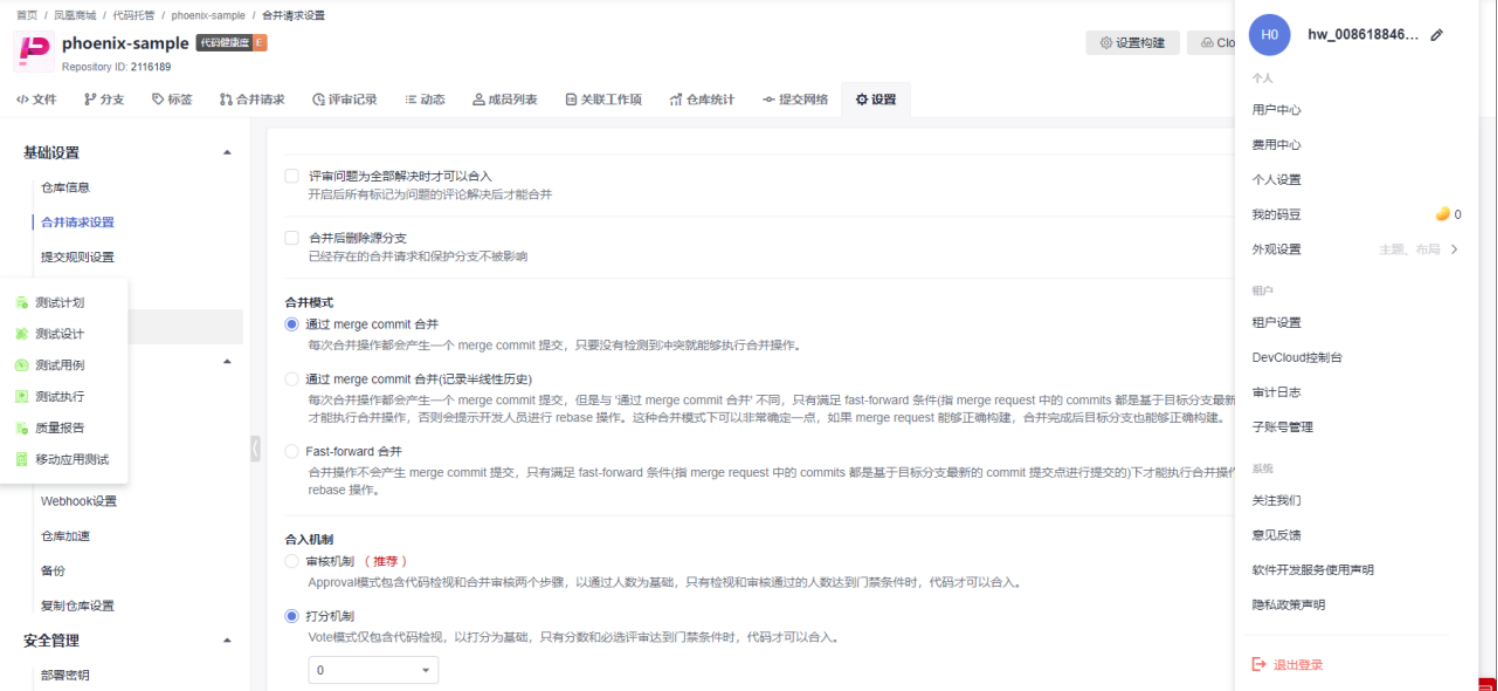 首页 / 凤凰商城 / 代码托管 / phoenix-sample / 合并请求设置
phoenix-sample 代码健康度 E
Repository ID: 2116189
设置构建
Clo
文件 分支 标签 合并请求 评审记录 动态 成员列表 关联工作项 仓库统计 提交网络 设置
基础设置
仓库信息
合并请求设置
提交规则设置
测试计划
测试设计
测试用例
测试执行
质量报告
移动应用测试
Webhook设置
仓库加速
备份
复制仓库设置
安全管理
部署密钥
评审问题为全部解决时才可以合入
开启后所有标记为问题的评论解决后才能合并
合并后删除源分支
已经存在的合并请求和保护分支不被影响
合并模式
通过 merge commit 合并
每次合并操作都会产生一个 merge commit 提交，只要没有检测到冲突就能够执行合并操作。
通过 merge commit 合并(记录半线性历史)
每次合并操作都会产生一个 merge commit 提交，但是与 '通过 merge commit 合并' 不同，只有满足 fast-forward 条件(指 merge request 中的 commits 都是基于目标分支最新
才能执行合并操作，否则会提示开发人员进行 rebase 操作。这种合并模式下可以非常确定一点，如果 merge request 能够正确构建，合并完成后目标分支也能够正确构建。
Fast-forward 合并
合并操作不会产生 merge commit 提交，只有满足 fast-forward 条件(指 merge request 中的 commits 都是基于目标分支最新的 commit 提交点进行提交的)下才能执行合并操作
rebase 操作。
合入机制
审核机制 （ 推荐 ）
Approval模式包含代码检视和合并审核两个步骤，以通过人数为基础，只有检视和审核通过的人数达到门禁条件时，代码才可以合入。
打分机制
Vote模式仅包含代码检视，以打分为基础，只有分数和必选评审达到门禁条件时，代码才可以合入。
0
H0 hw_008618846...
个人
用户中心
费用中心
个人设置
我的码豆 0
外观设置 主题、布局
租户
租户设置
DevCloud控制台
审计日志
子账号管理
系统
关注我们
意见反馈
软件开发服务使用声明
隐私政策声明
退出登录